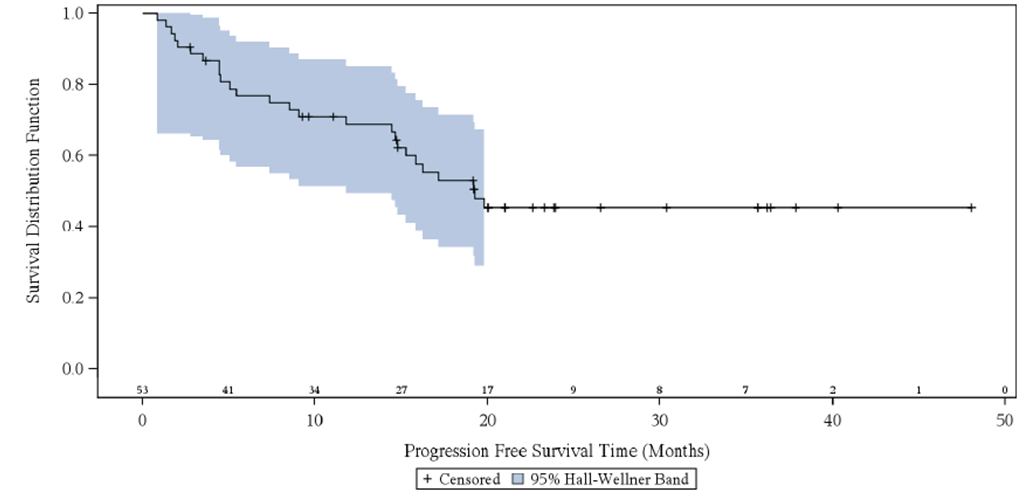 Survival Distribution Function
1.0
0.8
0.6
0.4
0.2
0.0
53 41 34 27 17 9 8 7 2 1 0
0 10 20 30 40 50
Progression Free Survival Time (Months)
+ Censored 95% Hall-Wellner Band